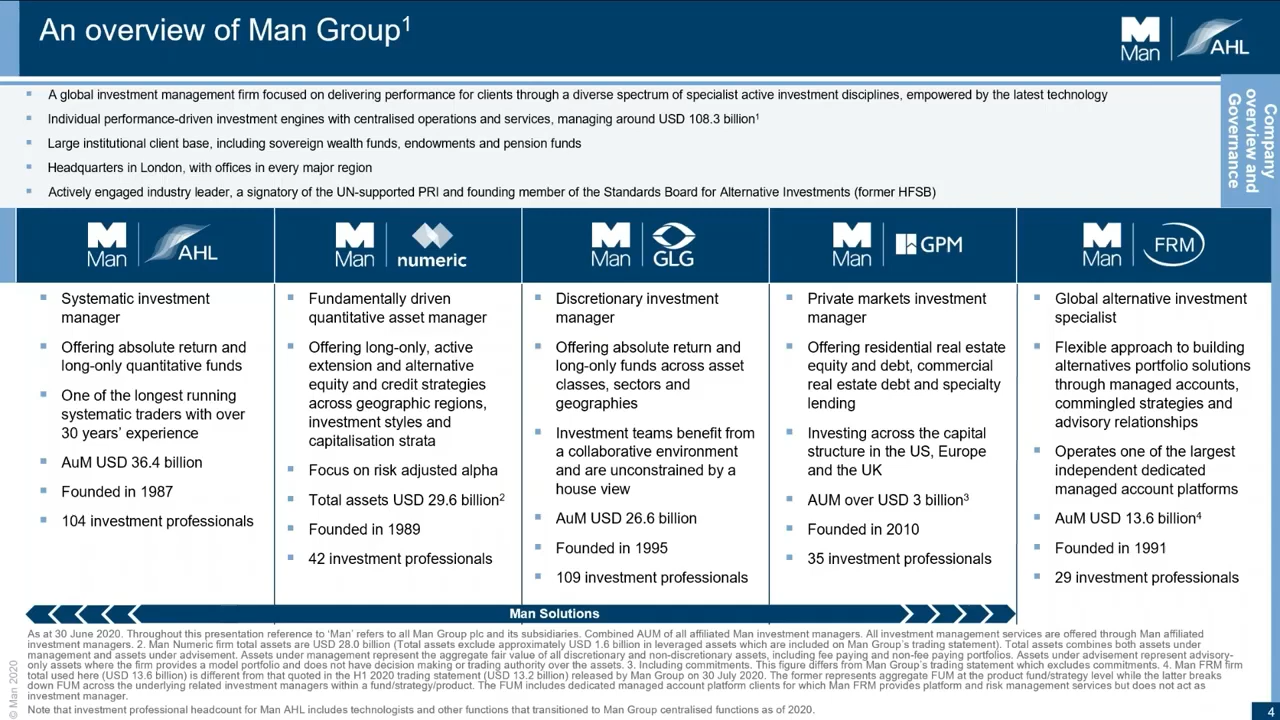 An overview of Man Group1
Man AHL
A global investment management firm focused on delivering performance for clients through a diverse spectrum of specialist active investment disciplines, empowered by the latest technology
Individual performance-driven investment engines with centralised operations and services, managing around USD 108.3 billion1
Large institutional client base, including sovereign wealth funds, endowments and pension funds
Headquarters in London, with offices in every major region
Actively engaged industry leader, a signatory of the UN-supported PRI and founding member of the Standards Board for Alternative Investments (former HFSB)
Company
overview and
Governance
Man AHL
Systematic investment
manager
Offering absolute return and
long-only quantitative funds
One of the longest running
systematic traders with over
30 years' experience
AuM USD 36.4 billion
Founded in 1987
104 investment professionals
Man numeric
Fundamentally driven
quantitative asset manager
Offering long-only, active
extension and alternative
equity and credit strategies
across geographic regions,
investment styles and
capitalisation strata
Focus on risk adjusted alpha
Total assets USD 29.6 billion2
Founded in 1989
42 investment professionals
Man GLG
Discretionary investment
manager
Offering absolute return and
long-only funds across asset
classes, sectors and
geographies
Investment teams benefit from
a collaborative environment
and are unconstrained by a
house view
AuM USD 26.6 billion
Founded in 1995
109 investment professionals
Man GPM
Private markets investment
manager
Offering residential real estate
equity and debt, commercial
real estate debt and specialty
lending
Investing across the capital
structure in the US, Europe
and the UK
AUM over USD 3 billion3
Founded in 2010
35 investment professionals
Man FRM
Global alternative investment
specialist
Flexible approach to building
alternatives portfolio solutions
through managed accounts,
commingled strategies and
advisory relationships
Operates one of the largest
independent dedicated
managed account platforms
AuM USD 13.6 billion4
Founded in 1991
29 investment professionals
Man Solutions
As at 30 June 2020. Throughout this presentation reference to 'Man' refers to all Man Group plc and its subsidiaries. Combined AUM of all affiliated Man investment managers. All investment management services are offered through Man affiliated
investment managers. 2. Man Numeric firm total assets are USD 28.0 billion (Total assets exclude approximately USD 1.6 billion in leveraged assets which are included on Man Group's trading statement). Total assets combines both assets under
management and assets under advisement. Assets under management represent the aggregate fair value of all discretionary and non-discretionary assets, including fee paying and non-fee paying portfolios. Assets under advisement represent advisory-
only assets where the firm provides a model portfolio and does not have decision making or trading authority over the assets. 3. Including commitments. This figure differs from Man Group's trading statement which excludes commitments. 4. Man FRM firm
total used here (USD 13.6 billion) is different from that quoted in the H1 2020 trading statement (USD 13.2 billion) released by Man Group on 30 July 2020. The former represents aggregate FUM at the product fund/strategy level while the latter breaks
down FUM across the underlying related investment managers within a fund/strategy/product. The FUM includes dedicated managed account platform clients for which Man FRM provides platform and risk management services but does not act as
investment manager.
Note that investment professional headcount for Man AHL includes technologists and other functions that transitioned to Man Group centralised functions as of 2020.
© Man 2020
4